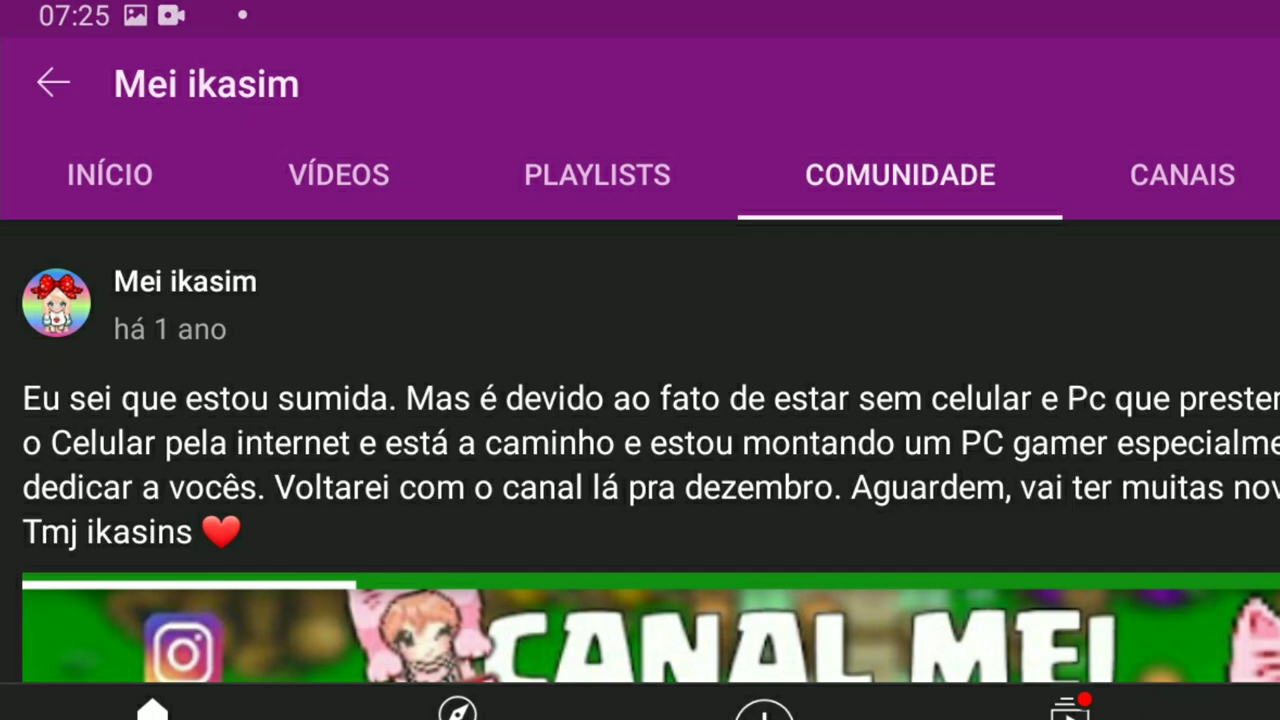 07:25
Mei ikasim
INÍCIO VÍDEOS PLAYLISTS COMUNIDADE CANAIS
Mei ikasim
há 1 ano
Eu sei que estou sumida. Mas é devido ao fato de estar sem celular e Pc que
o Celular pela internet e está a caminho e estou montando um PC gamer
dedicar a vocês. Voltarei com o canal lá pra dezembro. Aguardem, vai ter muitas
Tmj ikasins ❤️
CANAL MEI